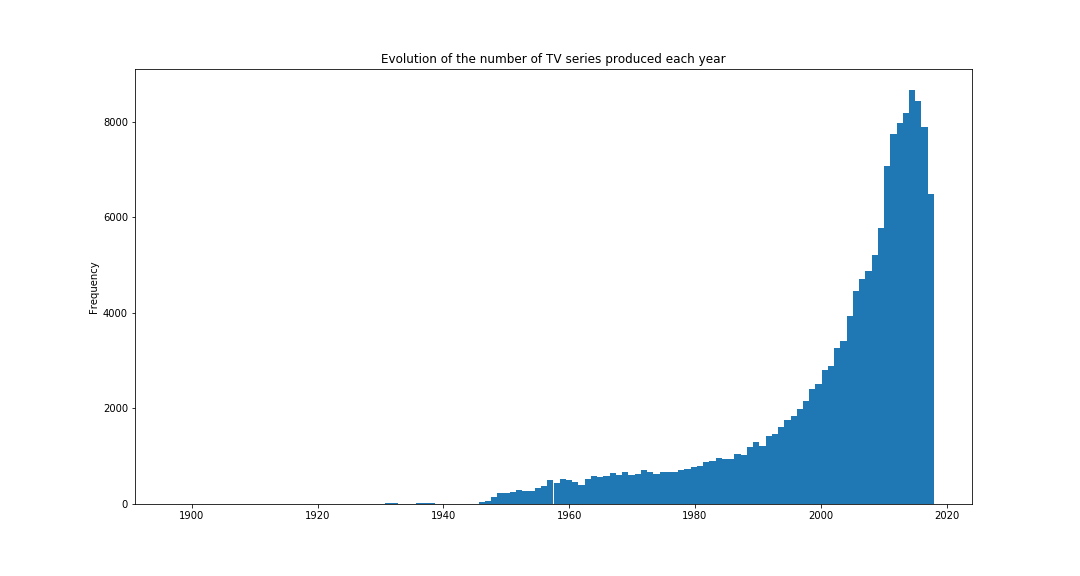 Evolution of the number of TV series produced each year
Frequency
8000
6000
4000
2000
0
1900 1920 1940 1960 1980 2000 2020